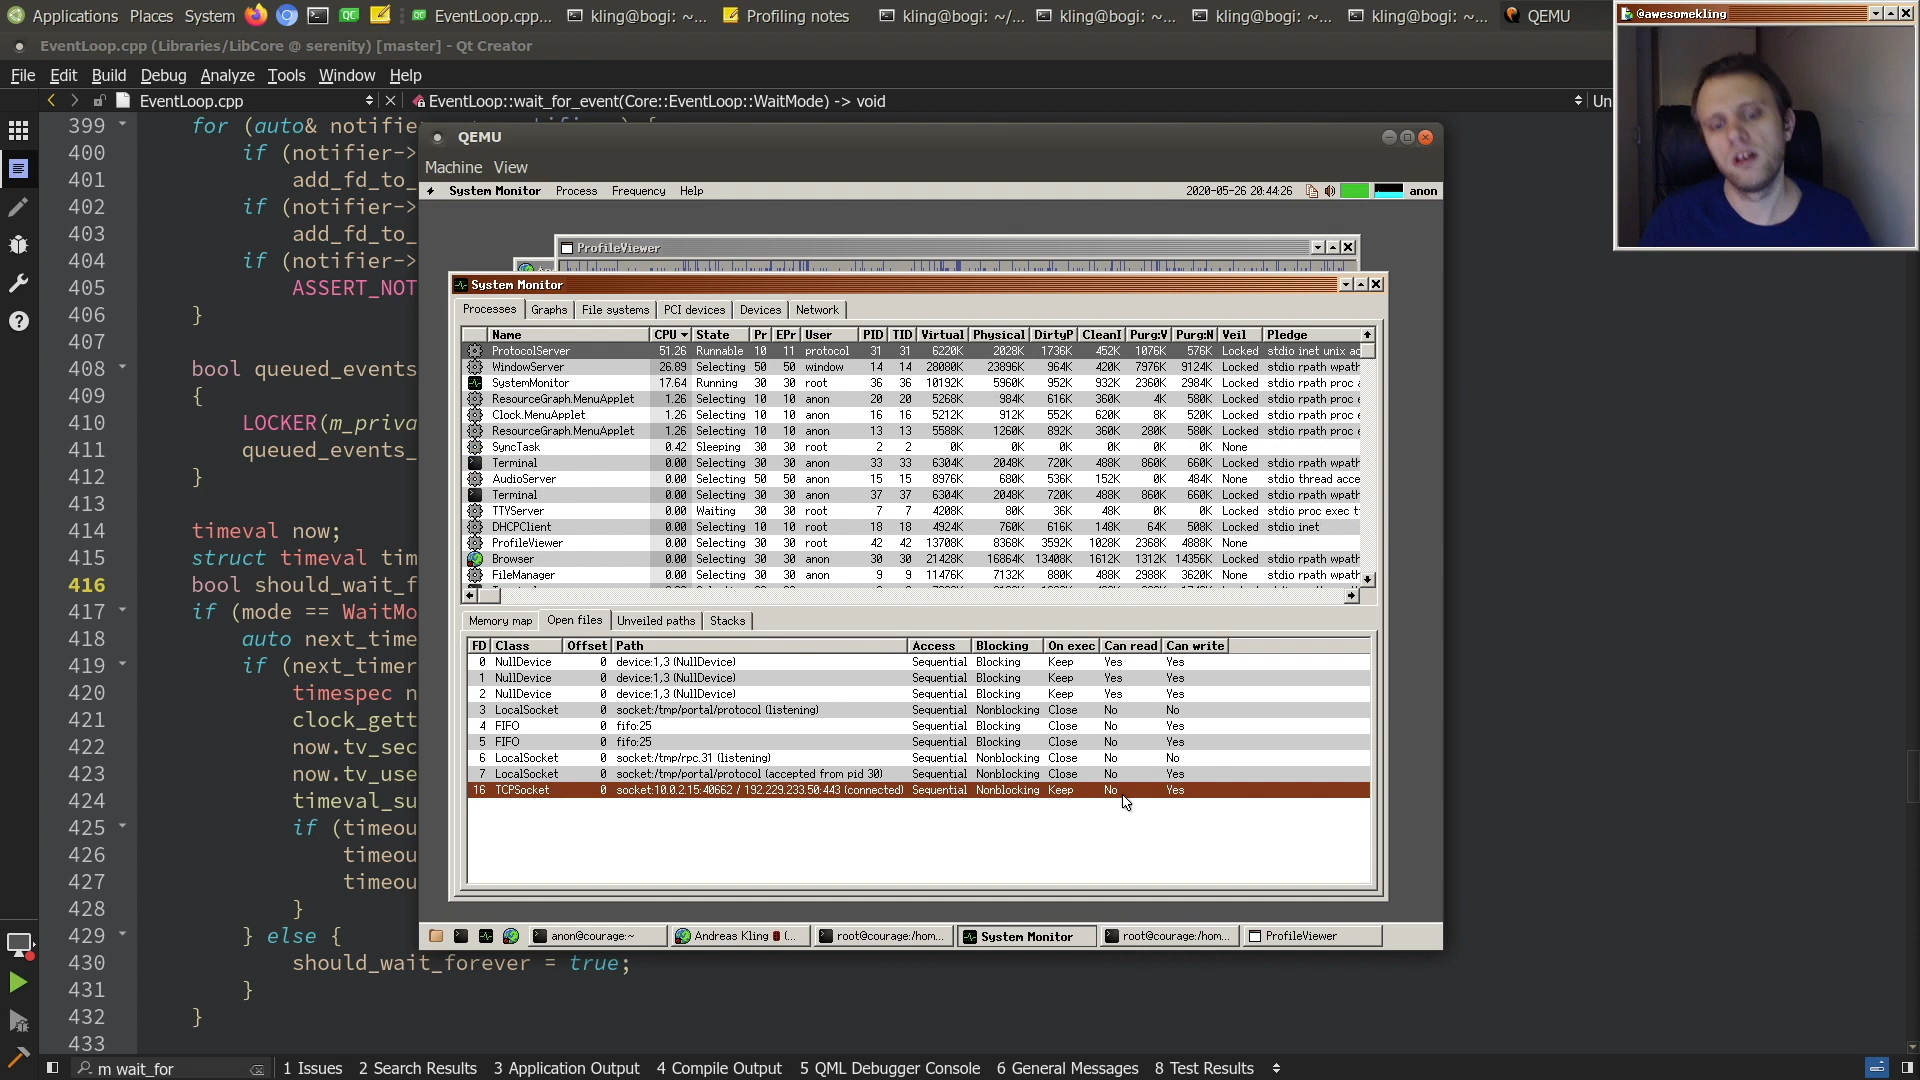 Applications Places System QC EventLoop.cpp... kling@bogi: ~... Profiling notes kling@bogi: ~/... kling@bogi: ~... kling@bogi: ~... kling@bogi: ~... QEMU
@awesomekling
EventLoop.cpp (Libraries/LibCore @ serenity) [master] - Qt Creator
File Edit Build Debug Analyze Tools Window Help
EventLoop.cpp EventLoop::wait_for_event(Core::EventLoop::WaitMode) -> void Un
399 for (auto& notifie
400 if (notifier->
401 add_fd_to_
402 if (notifier->
403 add_fd_to_
404 if (notifier->
405 ASSERT_NOT
406 }
407
408 bool queued_events
409 {
410 LOCKER(m_priva
411 queued_events_
412 }
413
414 timeval now;
415 struct timeval tim
416 bool should_wait_f
417 if (mode == WaitMo
418 auto next_time
419 if (next_timer
420 timespec n
421 clock_gett
422 now.tv_sec
423 now.tv_use
424 timeval_su
425 if (timeou
426 timeou
427 timeou
428 }
429 } else {
430 should_wait_forever = true;
431 }
432 }
433
QEMU
Machine View
System Monitor Process Frequency Help 2020-05-26 20:44:26 anon
ProfileViewer
System Monitor
Processes Graphs File systems PCI devices Devices Network
Name CPU State Pr EPr User PID TID Virtual Physical DirtyP CleanI Purg:V Purg:N Veil Pledge
ProtocolServer 51.26 Runnable 10 11 protocol 31 31 6220K 2028K 1736K 452K 1076K 576K Locked stdio inet unix ac
WindowServer 26.89 Selecting 50 50 window 14 14 28080K 23896K 964K 420K 7976K 9124K Locked stdio rpath wpath
SystemMonitor 17.64 Running 30 30 root 36 36 10192K 5960K 952K 932K 2360K 2984K Locked stdio rpath proc
ResourceGraph.MenuApplet 1.26 Selecting 10 10 anon 20 20 5268K 984K 616K 360K 4K 580K Locked stdio rpath proc
Clock.MenuApplet 1.26 Selecting 10 10 anon 16 16 5212K 912K 552K 620K 8K 520K Locked stdio rpath proc
ResourceGraph.MenuApplet 1.26 Selecting 10 10 anon 13 13 5588K 1260K 892K 360K 280K 580K Locked stdio rpath proc
SyncTask 0.42 Sleeping 30 30 root 2 2 0K 0K 0K 0K 0K 0K None
Terminal 0.00 Selecting 30 30 anon 33 33 6304K 2048K 720K 488K 860K 660K Locked stdio rpath wpath
AudioServer 0.00 Selecting 50 50 anon 15 15 8976K 680K 536K 152K 0K 484K None stdio thread acce
Terminal 0.00 Selecting 30 30 anon 37 37 6304K 2048K 720K 488K 860K 660K Locked stdio rpath wpath
TTYServer 0.00 Waiting 30 30 root 7 7 4208K 80K 36K 48K 0K 0K Locked stdio proc exec t
DHCPClient 0.00 Selecting 10 10 root 18 18 4924K 760K 616K 148K 64K 508K Locked stdio inet
ProfileViewer 0.00 Selecting 30 30 root 42 42 13708K 8368K 3592K 1028K 2368K 4888K None
Browser 0.00 Selecting 30 30 anon 30 30 21428K 16864K 13408K 1612K 1312K 14356K Locked stdio rpath wpath
FileManager 0.00 Selecting 30 30 anon 9 9 11476K 7132K 880K 488K 2988K 3620K None stdio rpath wpath
Memory map Open files Unveiled paths Stacks
FD Class Offset Path Access Blocking On exec Can read Can write
0 NullDevice 0 device:1,3 (NullDevice) Sequential Blocking Keep Yes Yes
1 NullDevice 0 device:1,3 (NullDevice) Sequential Blocking Keep Yes Yes
2 NullDevice 0 device:1,3 (NullDevice) Sequential Blocking Keep Yes Yes
3 LocalSocket 0 socket:/tmp/portal/protocol (listening) Sequential Nonblocking Close No No
4 FIFO 0 fifo:25 Sequential Blocking Close No Yes
5 FIFO 0 fifo:25 Sequential Blocking Close No Yes
6 LocalSocket 0 socket:/tmp/rpc.31 (listening) Sequential Nonblocking Close No No
7 LocalSocket 0 socket:/tmp/portal/protocol (accepted from pid 30) Sequential Nonblocking Close No Yes
16 TCPSocket 0 socket:10.0.2.15:40662 / 192.229.233.50:443 (connected) Sequential Nonblocking Keep No Yes
anon@courage:~ Andreas Kling (... root@courage:/hom... System Monitor root@courage:/hom... ProfileViewer
m wait_for 1 Issues 2 Search Results 3 Application Output 4 Compile Output 5 QML Debugger Console 6 General Messages 8 Test Results